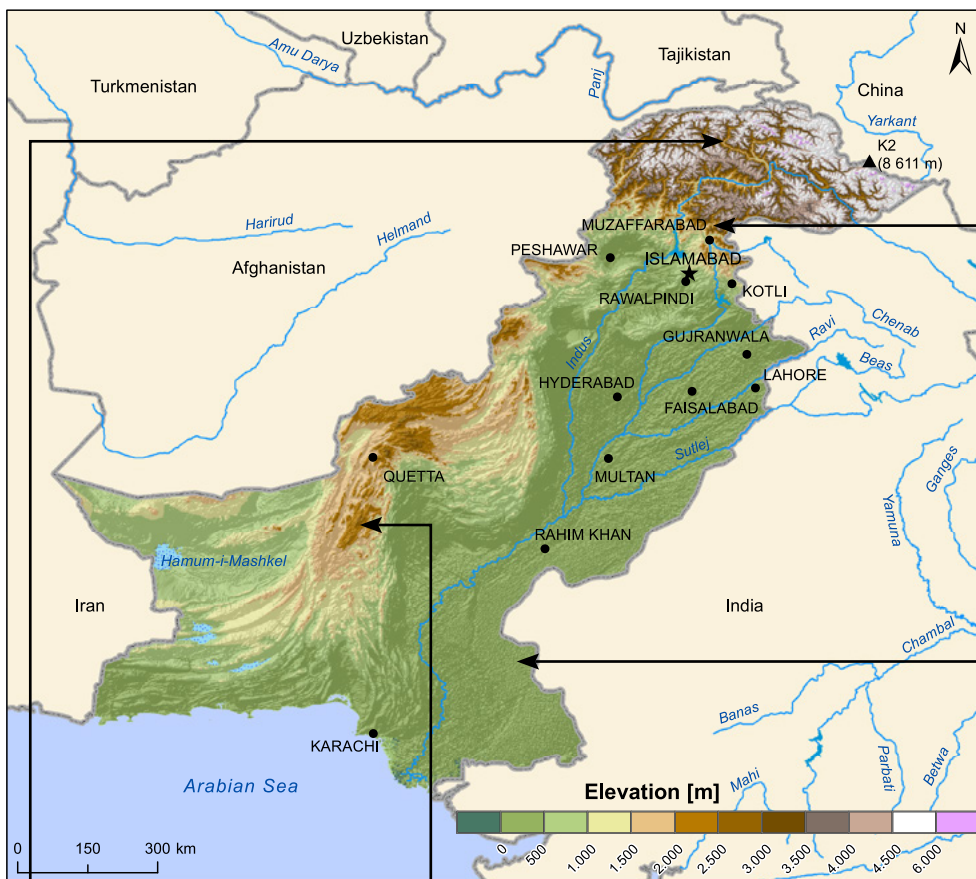 Uzbekistan
Amu Darya
Tajikistan
N
Turkmenistan
Panj
China
Yarkant
K2
(8 611 m)
Harirud
Helmand
MUZAFFARABAD
PESHAWAR
ISLAMABAD
Afghanistan
RAWALPINDI
KOTLI
Chenab
Indus
GUJRANWALA
Ravi
Beas
HYDERABAD
LAHORE
FAISALABAD
Sutlej
QUETTA
MULTAN
Ganges
Yamuna
RAHIM KHAN
Hamum-i-Mashkel
Iran
India
Chambal
Banas
KARACHI
Parbati
Betwa
Mahi
Arabian Sea
Elevation [m]
0 150 300 km
0 500 1.000 1.500 2.000 2.500 3.000 3.500 4.000 4.500 6.000